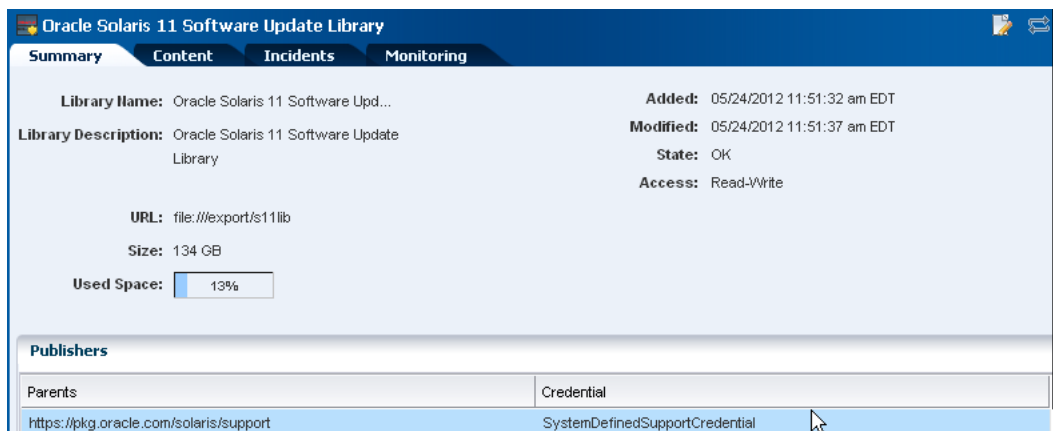 Oracle Solaris 11 Software Update Library
Summary Content Incidents Monitoring
Library Name: Oracle Solaris 11 Software Upd...
Library Description: Oracle Solaris 11 Software Update
Library
URL: file:///export/s11lib
Size: 134 GB
Used Space: 13%
Added: 05/24/2012 11:51:32 am EDT
Modified: 05/24/2012 11:51:37 am EDT
State: OK
Access: Read-Write
Publishers
Parents Credential
https://pkg.oracle.com/solaris/support SystemDefinedSupportCredential